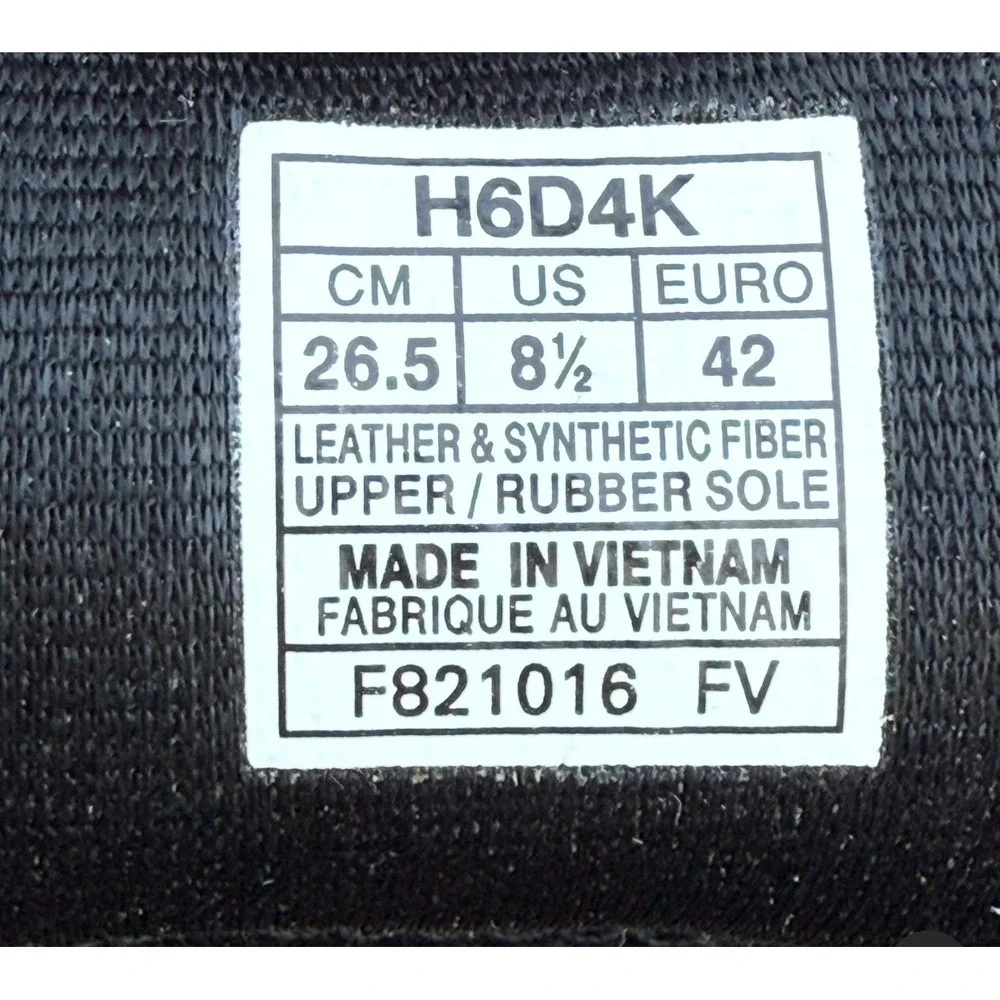 H6D4K
CM US EURO
26.5 8½ 42
LEATHER & SYNTHETIC FIBER
UPPER / RUBBER SOLE
MADE IN VIETNAM
FABRIQUE AU VIETNAM
F821016 FV